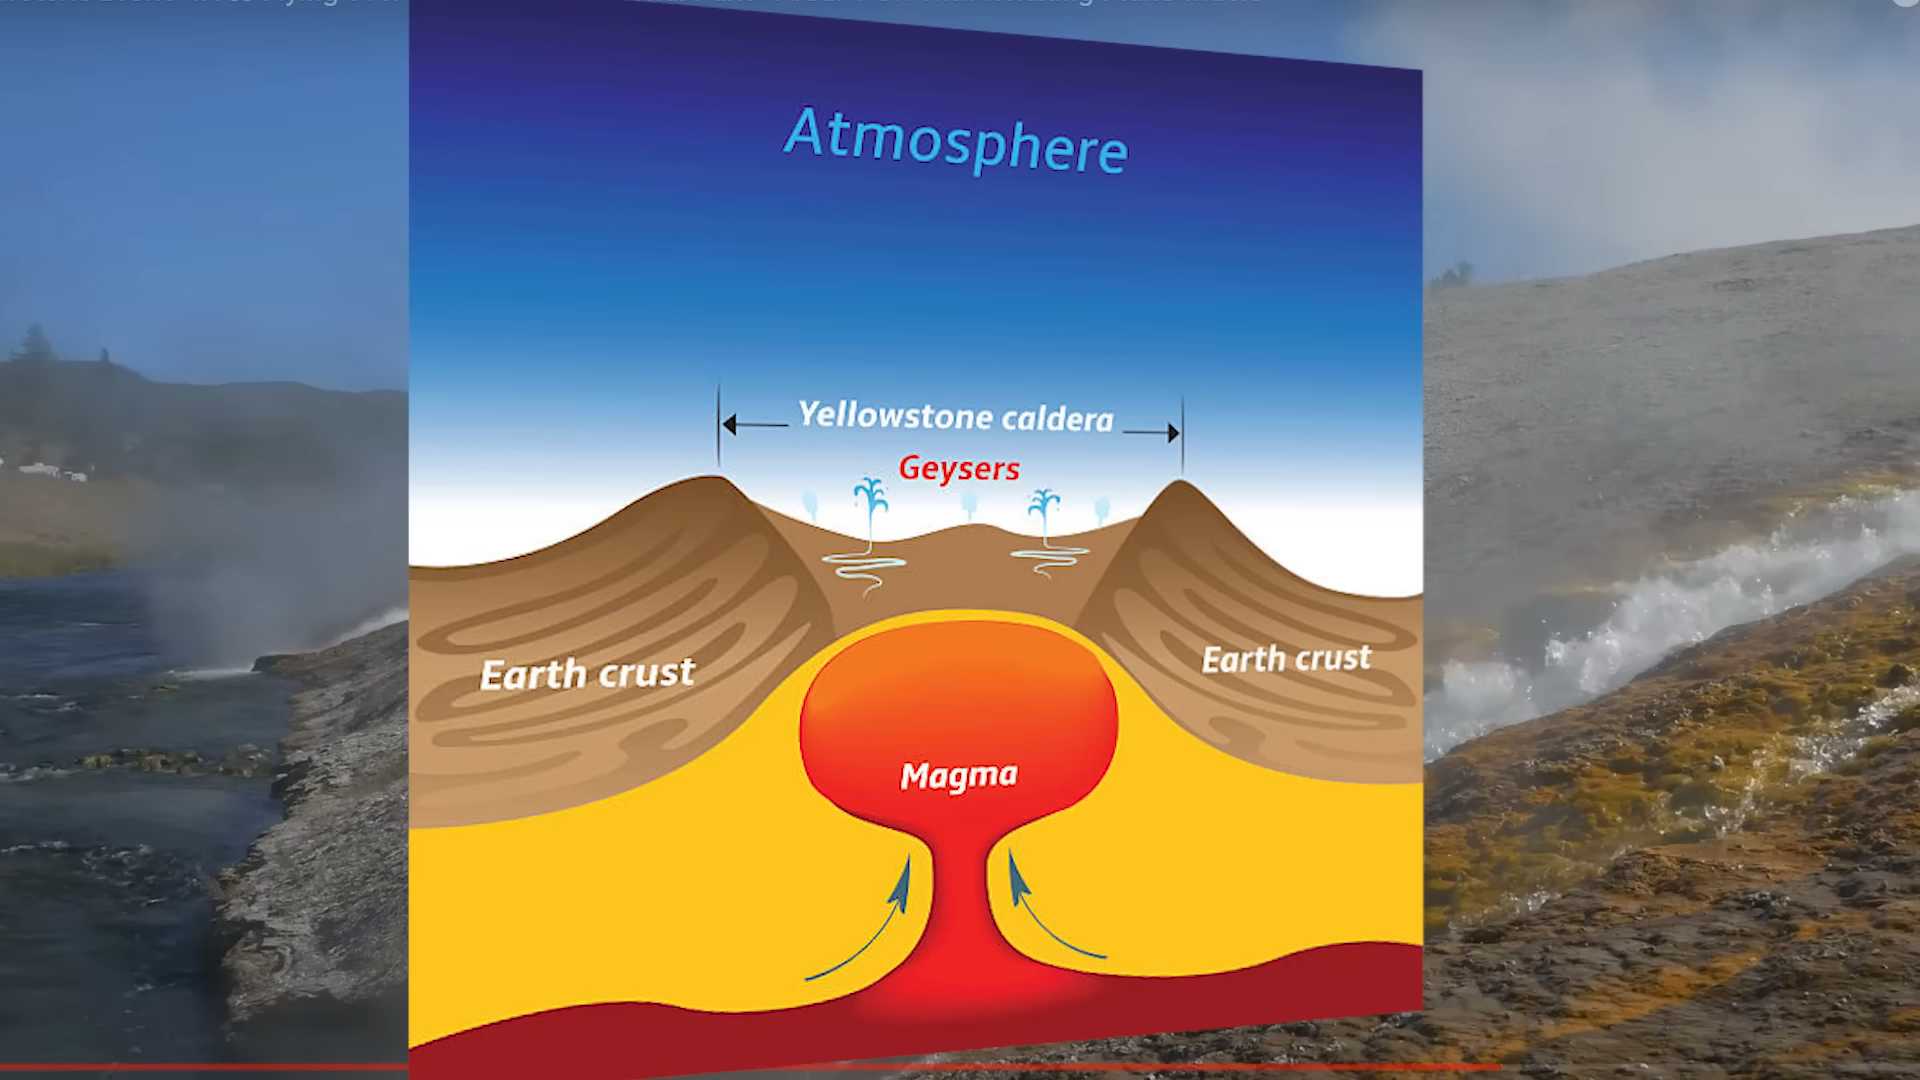 Atmosphere
Yellowstone caldera
Geysers
Earth crust
Earth crust
Magma